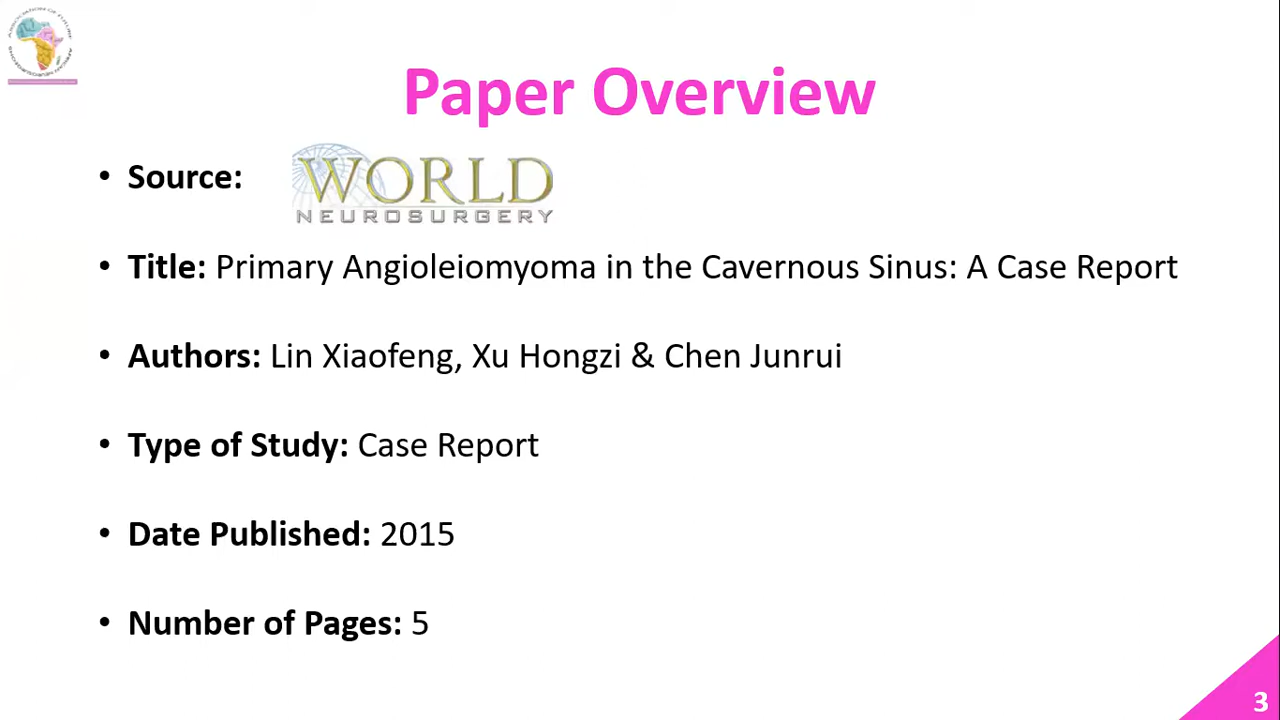 Paper Overview
• Source:
WORLD
NEUROSURGERY
• Title: Primary Angioleiomyoma in the Cavernous Sinus: A Case Report
• Authors: Lin Xiaofeng, Xu Hongzi & Chen Junrui
• Type of Study: Case Report
• Date Published: 2015
• Number of Pages: 5
3